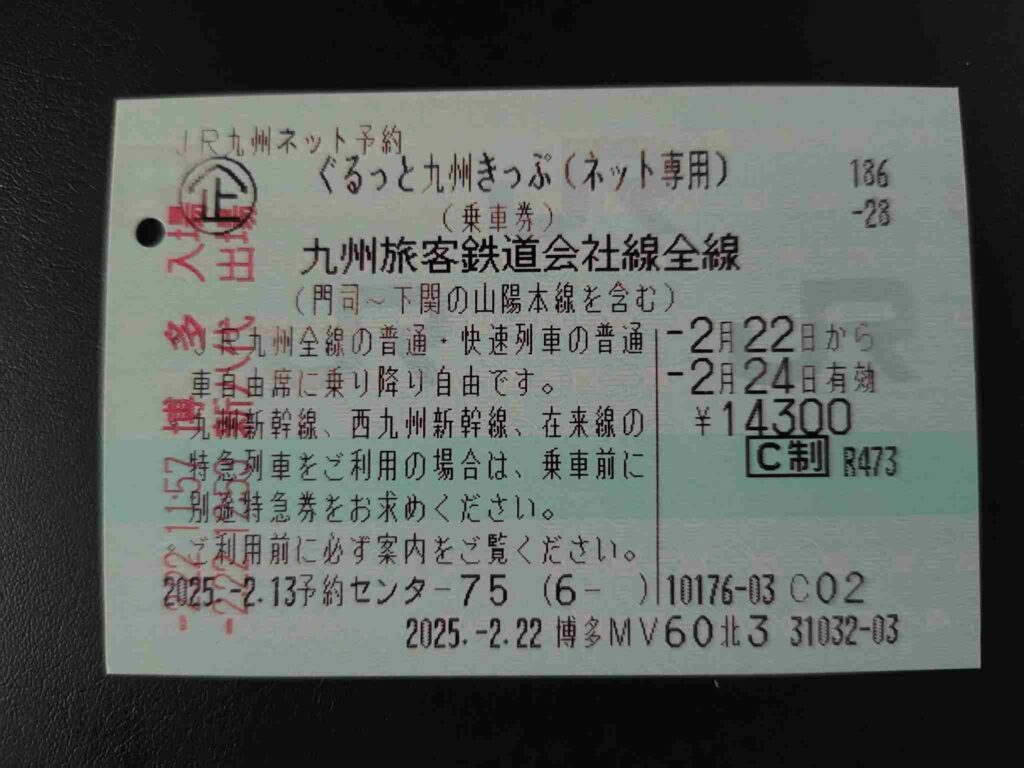 JR九州ネット予約
ぐるっと九州きっぷ(ネット専用)
186
(乗車券)
-28
九州旅客鉄道会社線全線
(門司~下関の山陽本線を含む)
JR九州全線の普通・快速列車の普通
車自由席に乗り降り自由です。
九州新幹線、西九州新幹線、在来線の
特急列車をご利用の場合は、乗車前に
別途特急券をお求めください。
ご利用前に必ず案内をご覧ください。
-2月22日から
-2月24日有効
¥14300
C制 R473
2025.-2.13予約センター75 (6- ) 10176-03 C02
2025.-2.22 博多MV60北3 31032-03
-2.22 11:57 博多 入場
-2.22 12:50 新八代 出場